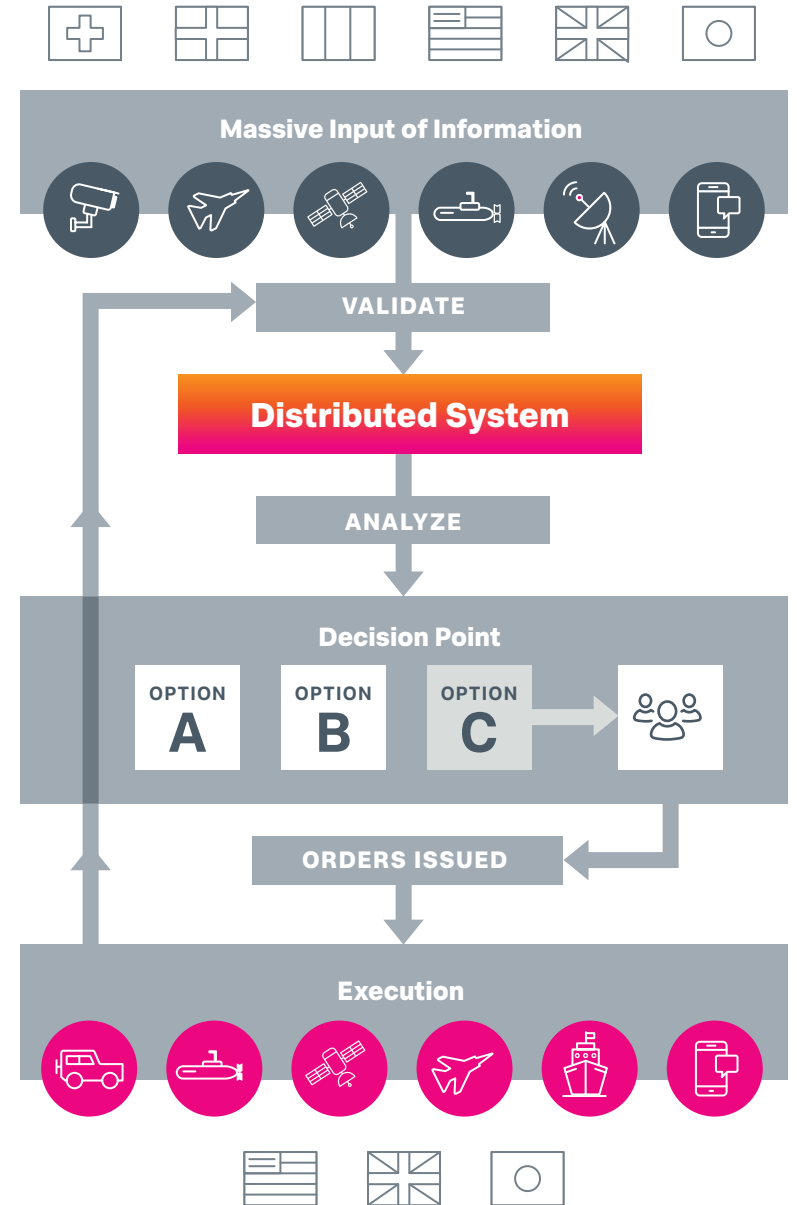 Massive Input of Information
VALIDATE
Distributed System
ANALYZE
Decision Point
OPTION
A
OPTION
B
OPTION
C
ORDERS ISSUED
Execution